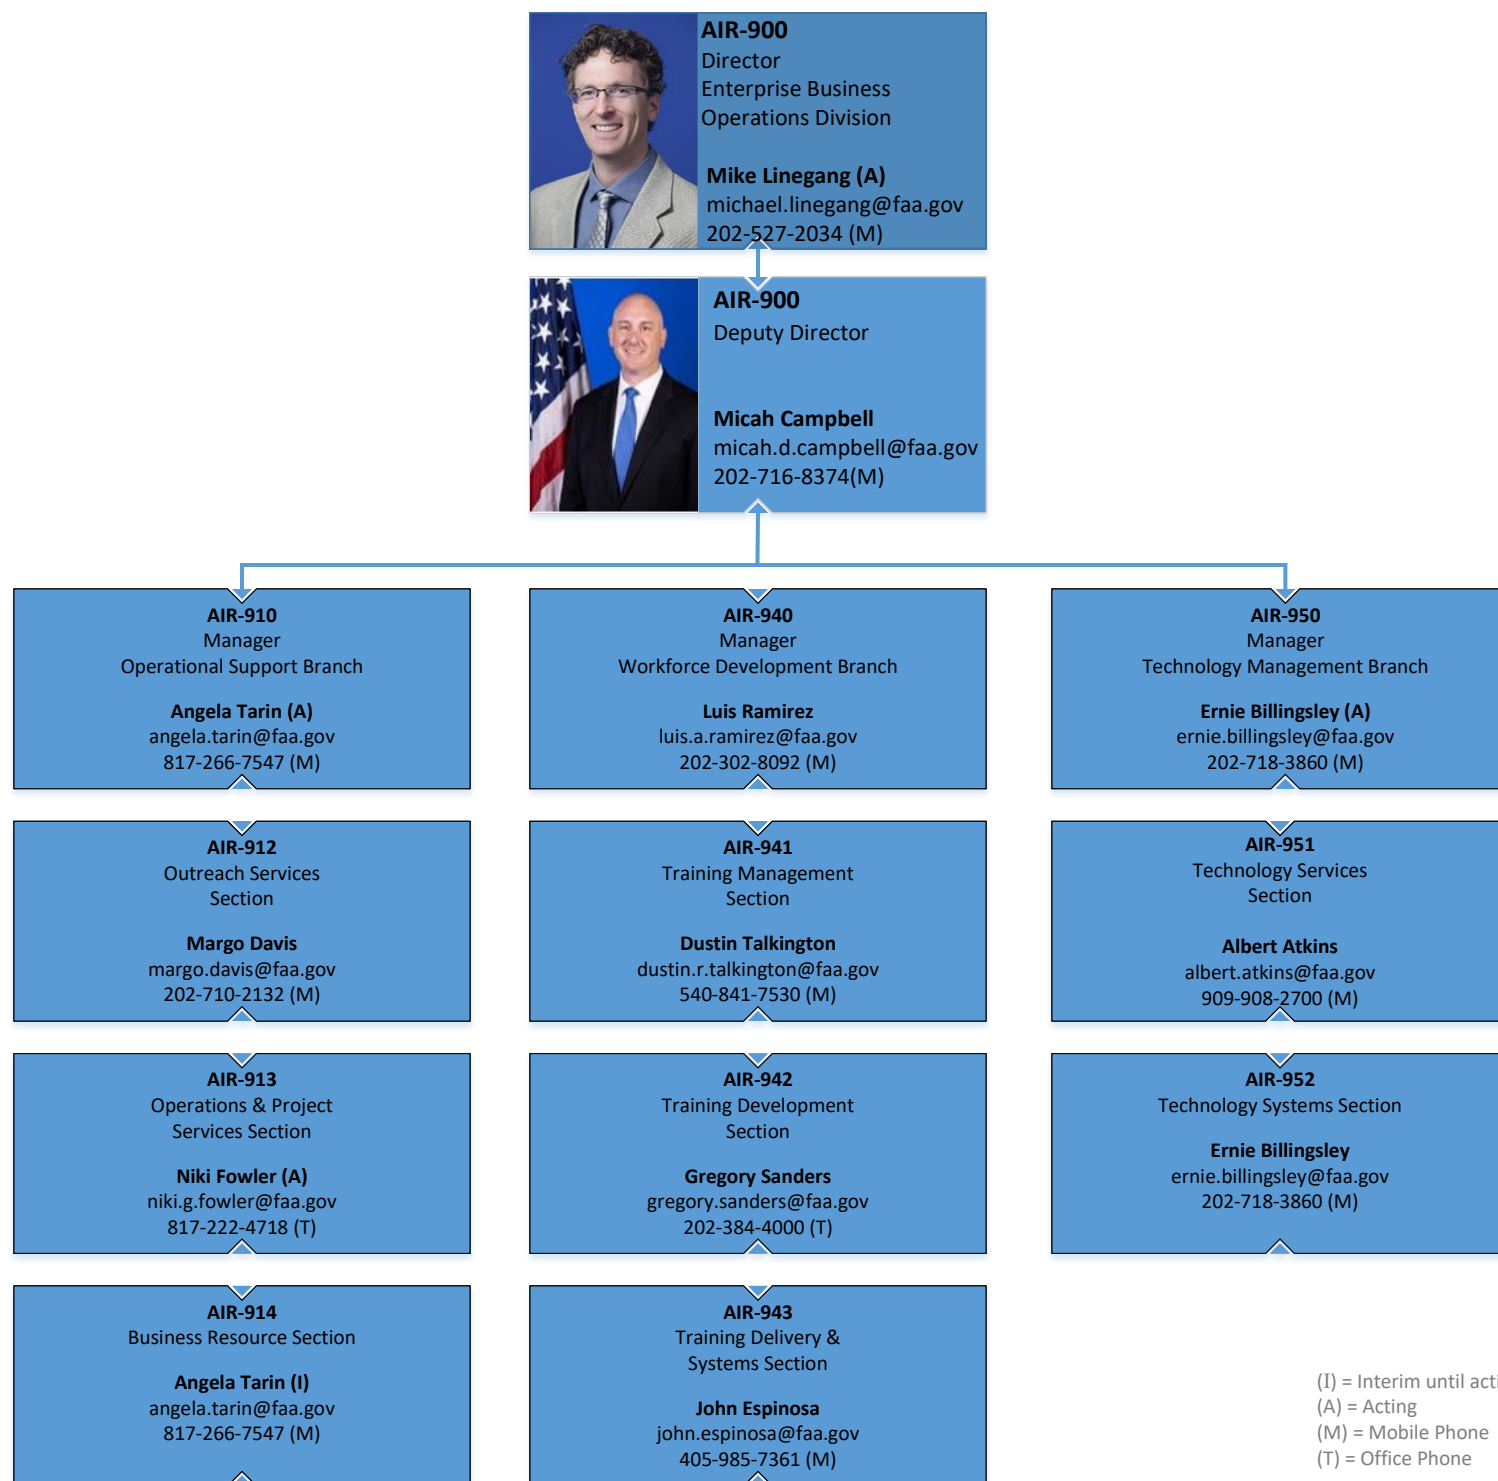 AIR-900
Director
Enterprise Business
Operations Division
Mike Linegang (A)
michael.linegang@faa.gov
202-527-2034 (M)
AIR-900
Deputy Director
Micah Campbell
micah.d.campbell@faa.gov
202-716-8374(M)
AIR-910
Manager
Operational Support Branch
Angela Tarin (A)
angela.tarin@faa.gov
817-266-7547 (M)
AIR-940
Manager
Workforce Development Branch
Luis Ramirez
luis.a.ramirez@faa.gov
202-302-8092 (M)
AIR-950
Manager
Technology Management Branch
Ernie Billingsley (A)
ernie.billingsley@faa.gov
202-718-3860 (M)
AIR-912
Outreach Services
Section
Margo Davis
margo.davis@faa.gov
202-710-2132 (M)
AIR-941
Training Management
Section
Dustin Talkington
dustin.r.talkington@faa.gov
540-841-7530 (M)
AIR-951
Technology Services
Section
Albert Atkins
albert.atkins@faa.gov
909-908-2700 (M)
AIR-913
Operations & Project
Services Section
Niki Fowler (A)
niki.g.fowler@faa.gov
817-222-4718 (T)
AIR-942
Training Development
Section
Gregory Sanders
gregory.sanders@faa.gov
202-384-4000 (T)
AIR-952
Technology Systems Section
Ernie Billingsley
ernie.billingsley@faa.gov
202-718-3860 (M)
AIR-914
Business Resource Section
Angela Tarin (I)
angela.tarin@faa.gov
817-266-7547 (M)
AIR-943
Training Delivery &
Systems Section
John Espinosa
john.espinosa@faa.gov
405-985-7361 (M)
(I) = Interim until
(A) = Acting
(M) = Mobile Phone
(T) = Office Phone